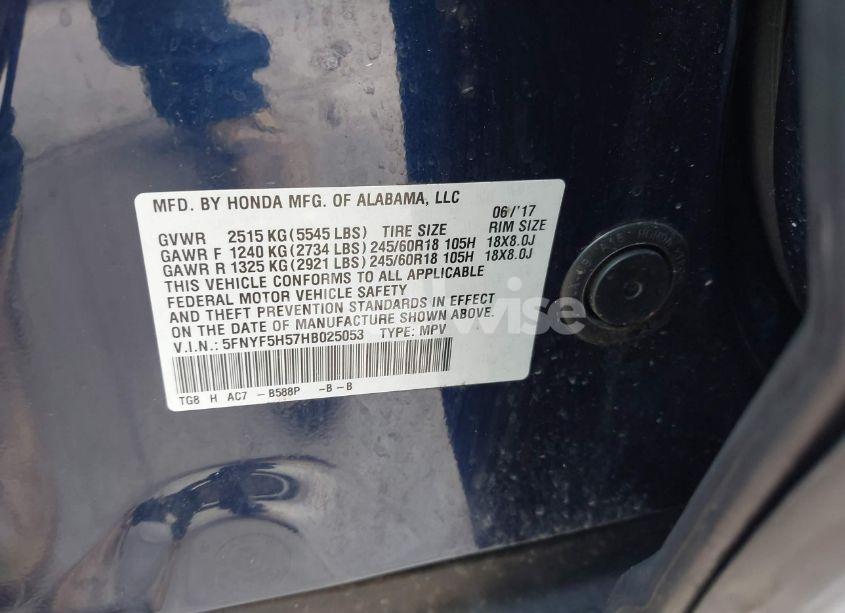 MFD. BY HONDA MFG. OF ALABAMA, LLC
06/'17
GVWR 2515 KG(5545 LBS) TIRE SIZE RIM SIZE
GAWR F 1240 KG(2734 LBS) 245/60R18 105H 18X8.0J
GAWR R 1325 KG(2921 LBS) 245/60R18 105H 18X8.0J
THIS VEHICLE CONFORMS TO ALL APPLICABLE
FEDERAL MOTOR VEHICLE SAFETY
AND THEFT PREVENTION STANDARDS IN EFFECT
ON THE DATE OF MANUFACTURE SHOWN ABOVE.
V.I.N.: 5FNYF5H57HB025053 TYPE: MPV
TG8 H AC7 -B588P -B-B
wise